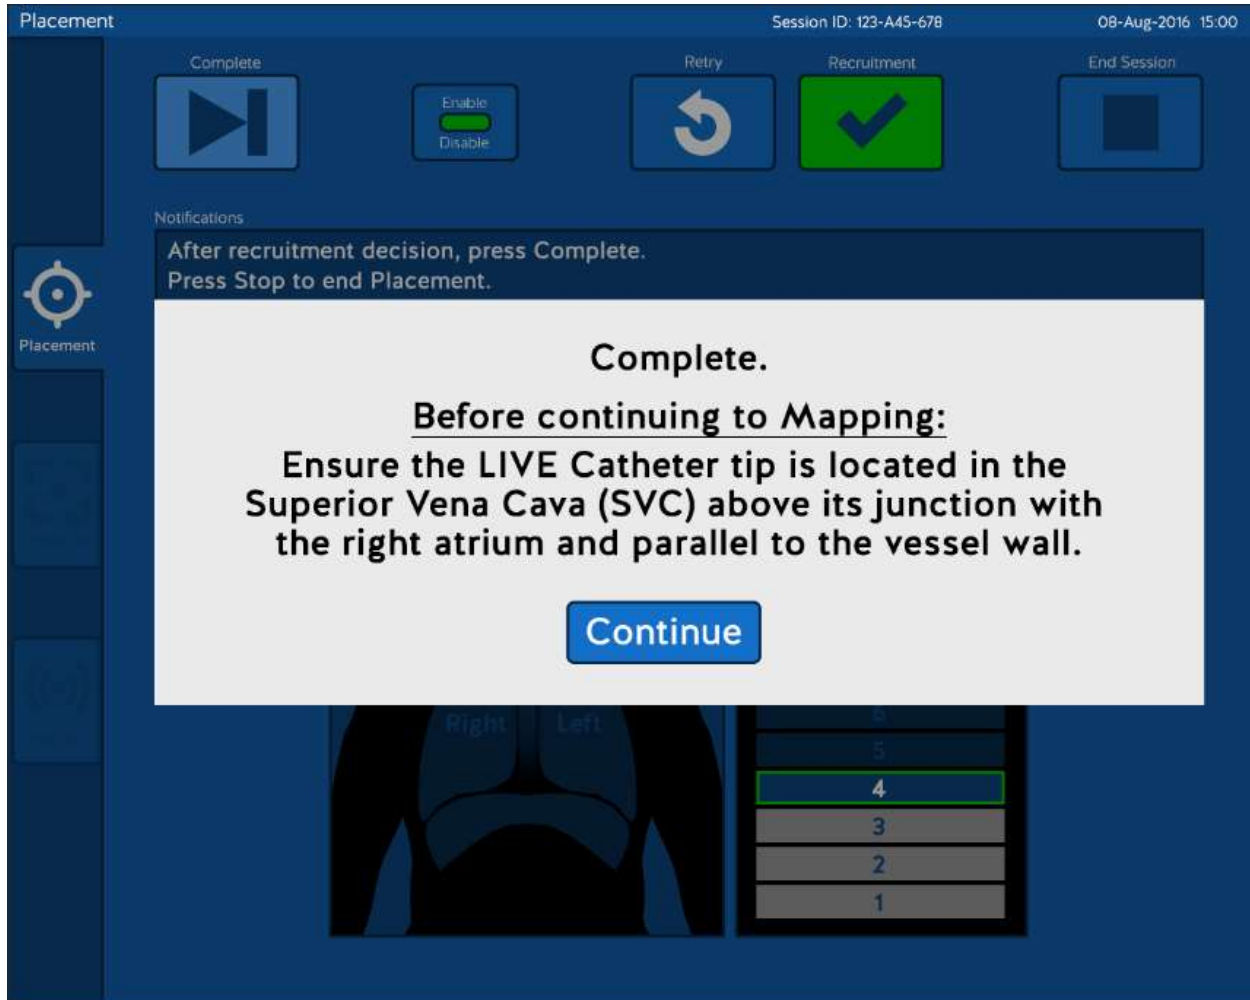 Placement
Session ID: 123-A45-678
08-Aug-2016 15:00
Complete
Retry
Recruitment
End Session
Enable
Disable
Notifications
After recruitment decision, press Complete.
Press Stop to end Placement.
Placement
Complete.
Before continuing to Mapping:
Ensure the LIVE Catheter tip is located in the
Superior Vena Cava (SVC) above its junction with
the right atrium and parallel to the vessel wall.
Continue
Right
Left
6
5
4
3
2
1